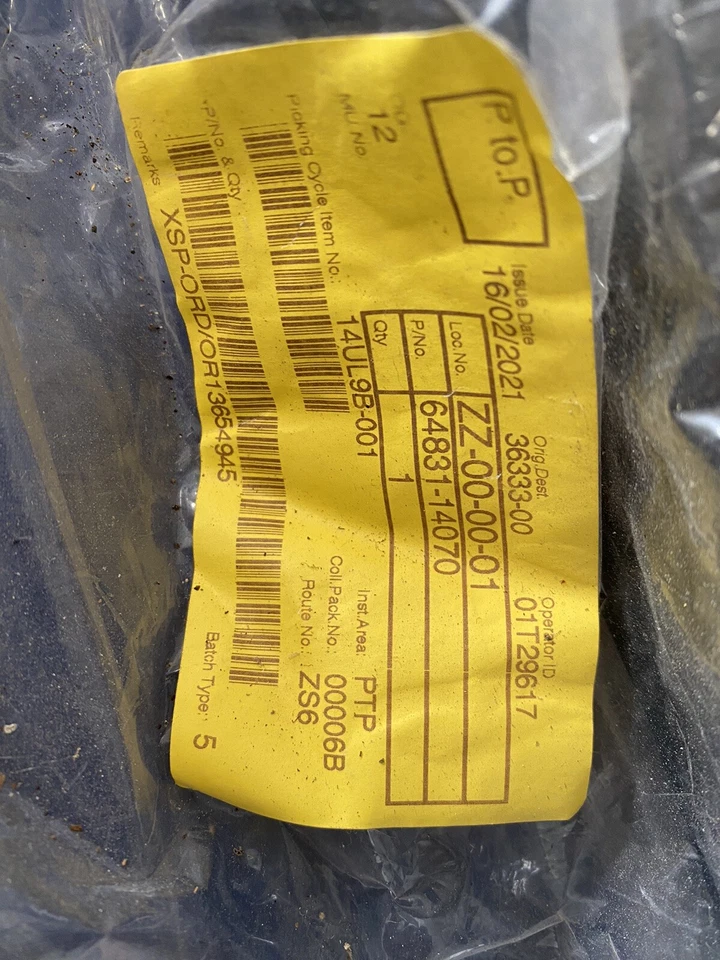 P to.P.
Issue Date
16/02/2021
Orig.Dest.
36333-00
Operator ID
01T29617
Loc.No.
ZZ-00-00-01
P/No.
64831-14070
Qty
1
12
MU No.
Picking Cycle Item No.:
14UL9B-001
Inst.Area:
PTP -
Coll.Pack.No.:
00006B
Route No.:
ZS6
P/No. & Qty
Remarks
XSP-ORD/OR13654945
Batch Type:
5